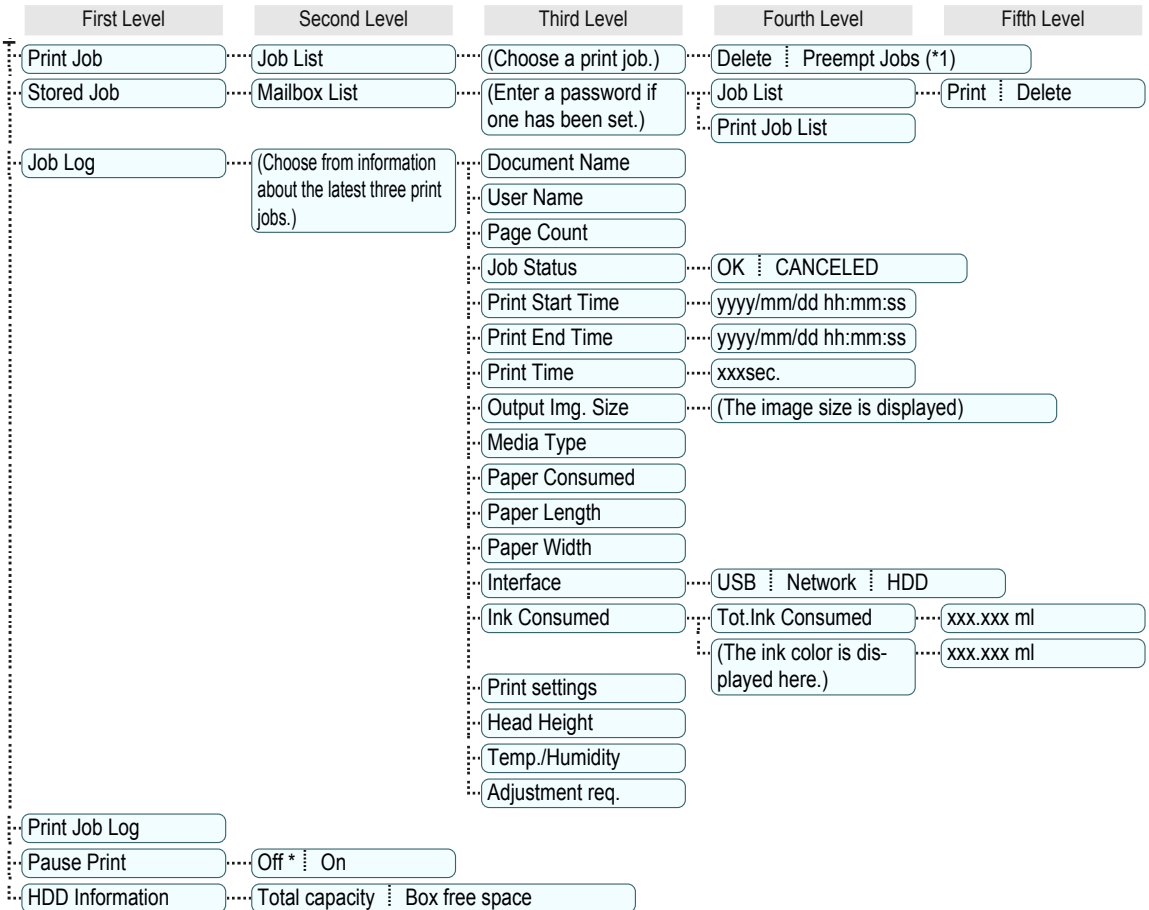 First Level Second Level Third Level Fourth Level Fifth Level
Print Job Job List (Choose a print job.) Delete Preempt Jobs (*1)
Stored Job Mailbox List (Enter a password if Job List Print Delete
one has been set.) Print Job List
Job Log (Choose from information Document Name
about the latest three print User Name
jobs.) Page Count
Job Status OK CANCELED
Print Start Time yyyy/mm/dd hh:mm:ss
Print End Time yyyy/mm/dd hh:mm:ss
Print Time xxxsec.
Output Img. Size (The image size is displayed)
Media Type
Paper Consumed
Paper Length
Paper Width
Interface USB Network HDD
Ink Consumed Tot.Ink Consumed xxx.xxx ml
(The ink color is dis- xxx.xxx ml
played here.)
Print settings
Head Height
Temp./Humidity
Adjustment req.
Print Job Log
Pause Print Off * On
HDD Information Total capacity Box free space